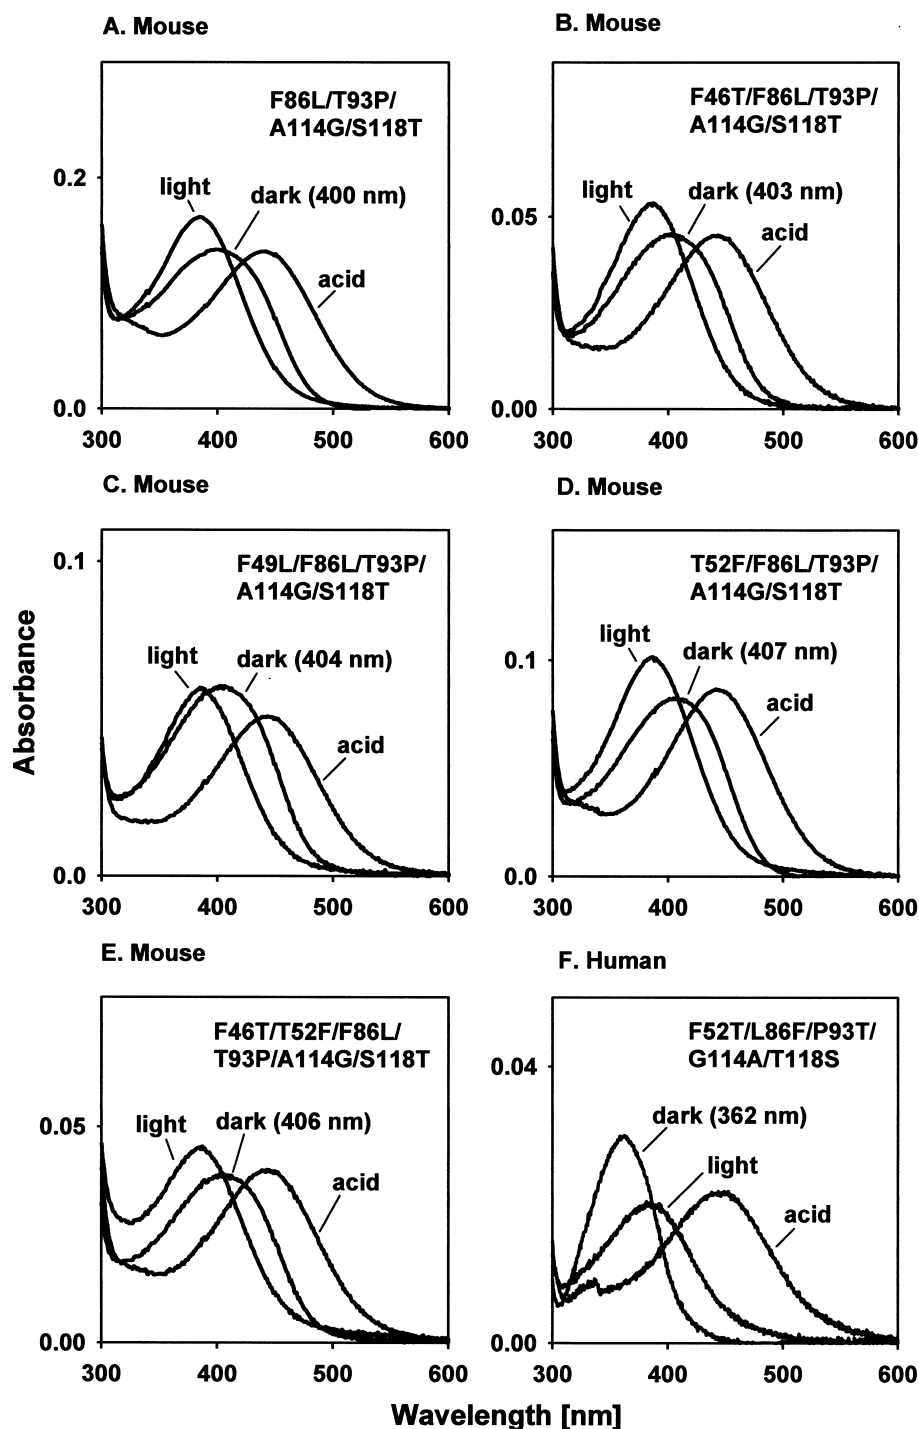 A. Mouse
F86L/T93P/
A114G/S118T
light
dark (400 nm)
acid
0.2
0.0
300 400 500 600
B. Mouse
F46T/F86L/T93P/
A114G/S118T
light
dark (403 nm)
acid
0.05
0.00
300 400 500 600
C. Mouse
F49L/F86L/T93P/
A114G/S118T
light
dark (404 nm)
acid
0.1
0.0
300 400 500 600
D. Mouse
T52F/F86L/T93P/
A114G/S118T
light
dark (407 nm)
acid
0.1
0.0
300 400 500 600
E. Mouse
F46T/T52F/F86L/
T93P/A114G/S118T
light
dark (406 nm)
acid
0.05
0.00
300 400 500 600
F. Human
F52T/L86F/P93T/
G114A/T118S
dark (362 nm)
light
acid
0.04
0.00
300 400 500 600
Absorbance
Wavelength [nm]